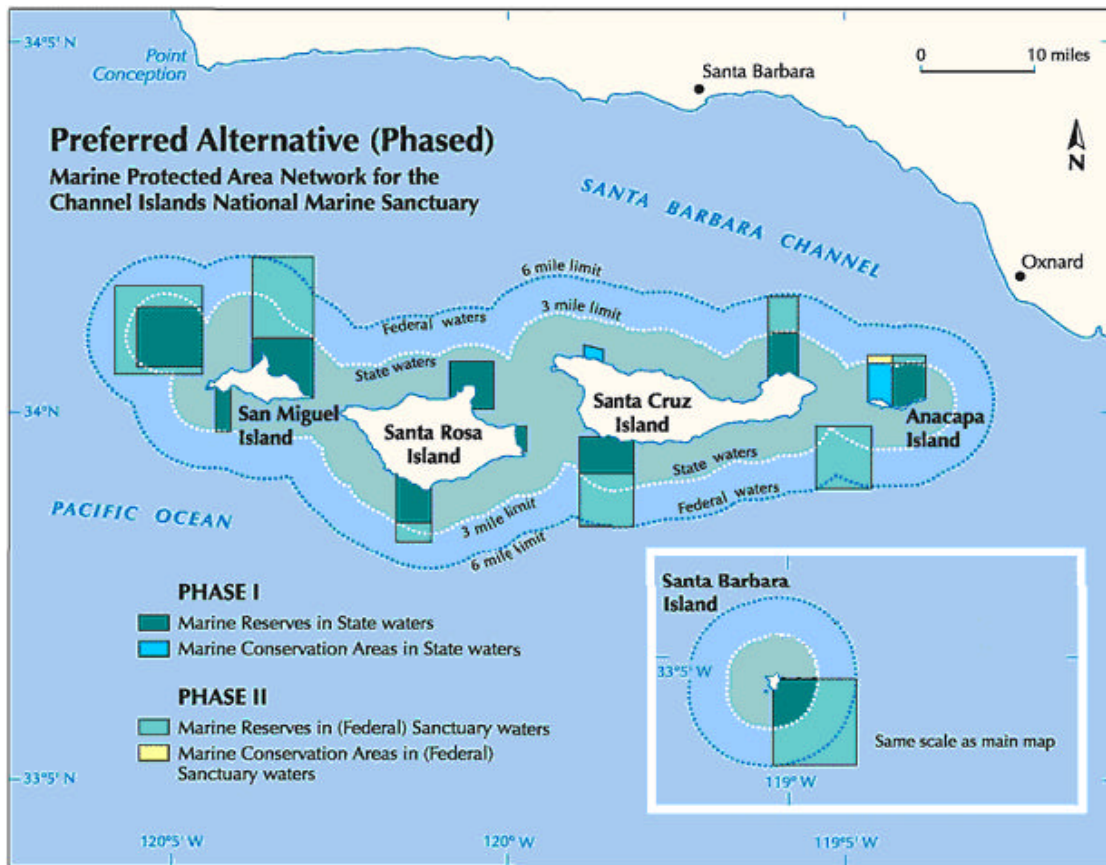 34°5' N
Point
Conception
Santa Barbara
0 10 miles
N
Preferred Alternative (Phased)
Marine Protected Area Network for the
Channel Islands National Marine Sanctuary
SANTA BARBARA CHANNEL
Oxnard
6 mile limit
3 mile limit
Federal waters
State waters
34°N
San Miguel
Island
Santa Rosa
Island
Santa Cruz
Island
Anacapa
Island
State waters
Federal waters
3 mile limit
6 mile limit
PACIFIC OCEAN
PHASE I
Marine Reserves in State waters
Marine Conservation Areas in State waters
PHASE II
Marine Reserves in (Federal) Sanctuary waters
Marine Conservation Areas in (Federal)
Sanctuary waters
Santa Barbara
Island
33°5' W
Same scale as main map
119° W
33°5' N
120°5' W
120° W
119°5' W